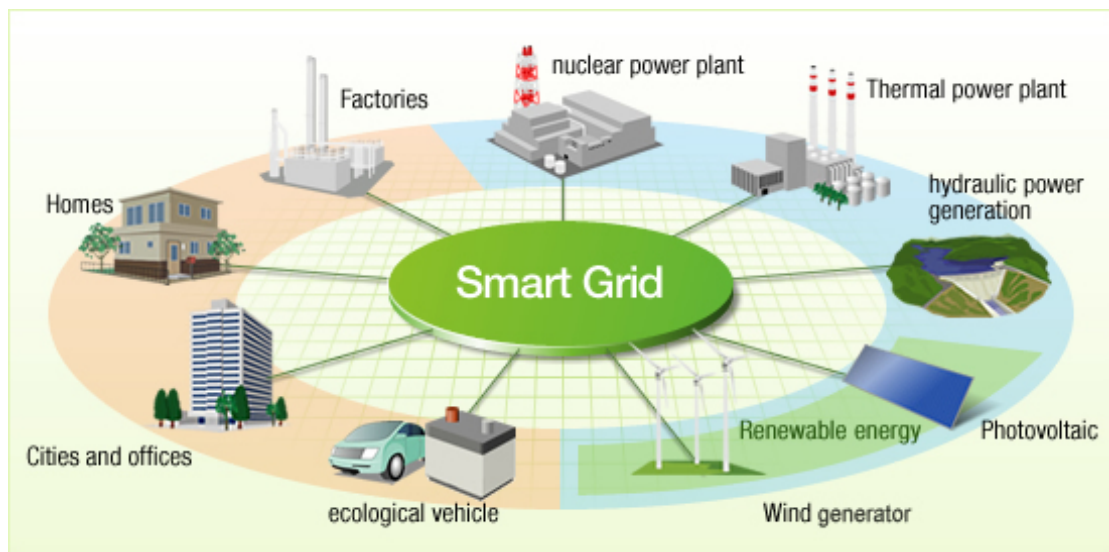 nuclear power plant
Factories
Thermal power plant
hydraulic power
generation
Homes
Smart Grid
Renewable energy
Photovoltaic
Cities and offices
ecological vehicle
Wind generator